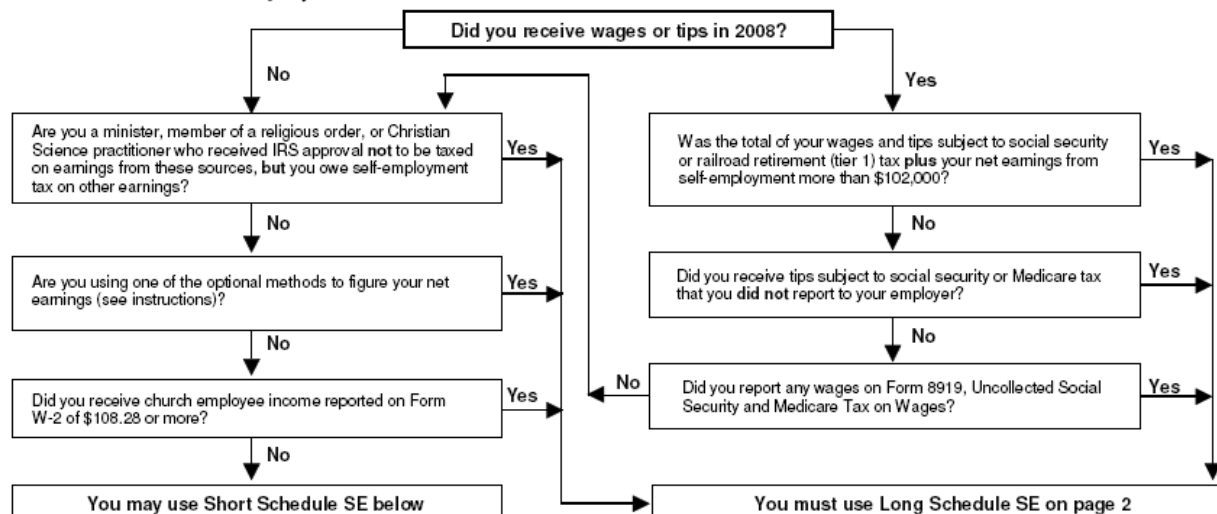 Did you receive wages or tips in 2008?
No
Yes
Are you a minister, member of a religious order, or Christian
Science practitioner who received IRS approval not to be taxed
on earnings from these sources, but you owe self-employment
tax on other earnings?
Yes
Was the total of your wages and tips subject to social security
or railroad retirement (tier 1) tax plus your net earnings from
self-employment more than $102,000?
Yes
No
No
Are you using one of the optional methods to figure your net
earnings (see instructions)?
Yes
Did you receive tips subject to social security or Medicare tax
that you did not report to your employer?
Yes
No
No
Did you receive church employee income reported on Form
W-2 of $108.28 or more?
Yes
No
Did you report any wages on Form 8919, Uncollected Social
Security and Medicare Tax on Wages?
Yes
No
You may use Short Schedule SE below
You must use Long Schedule SE on page 2